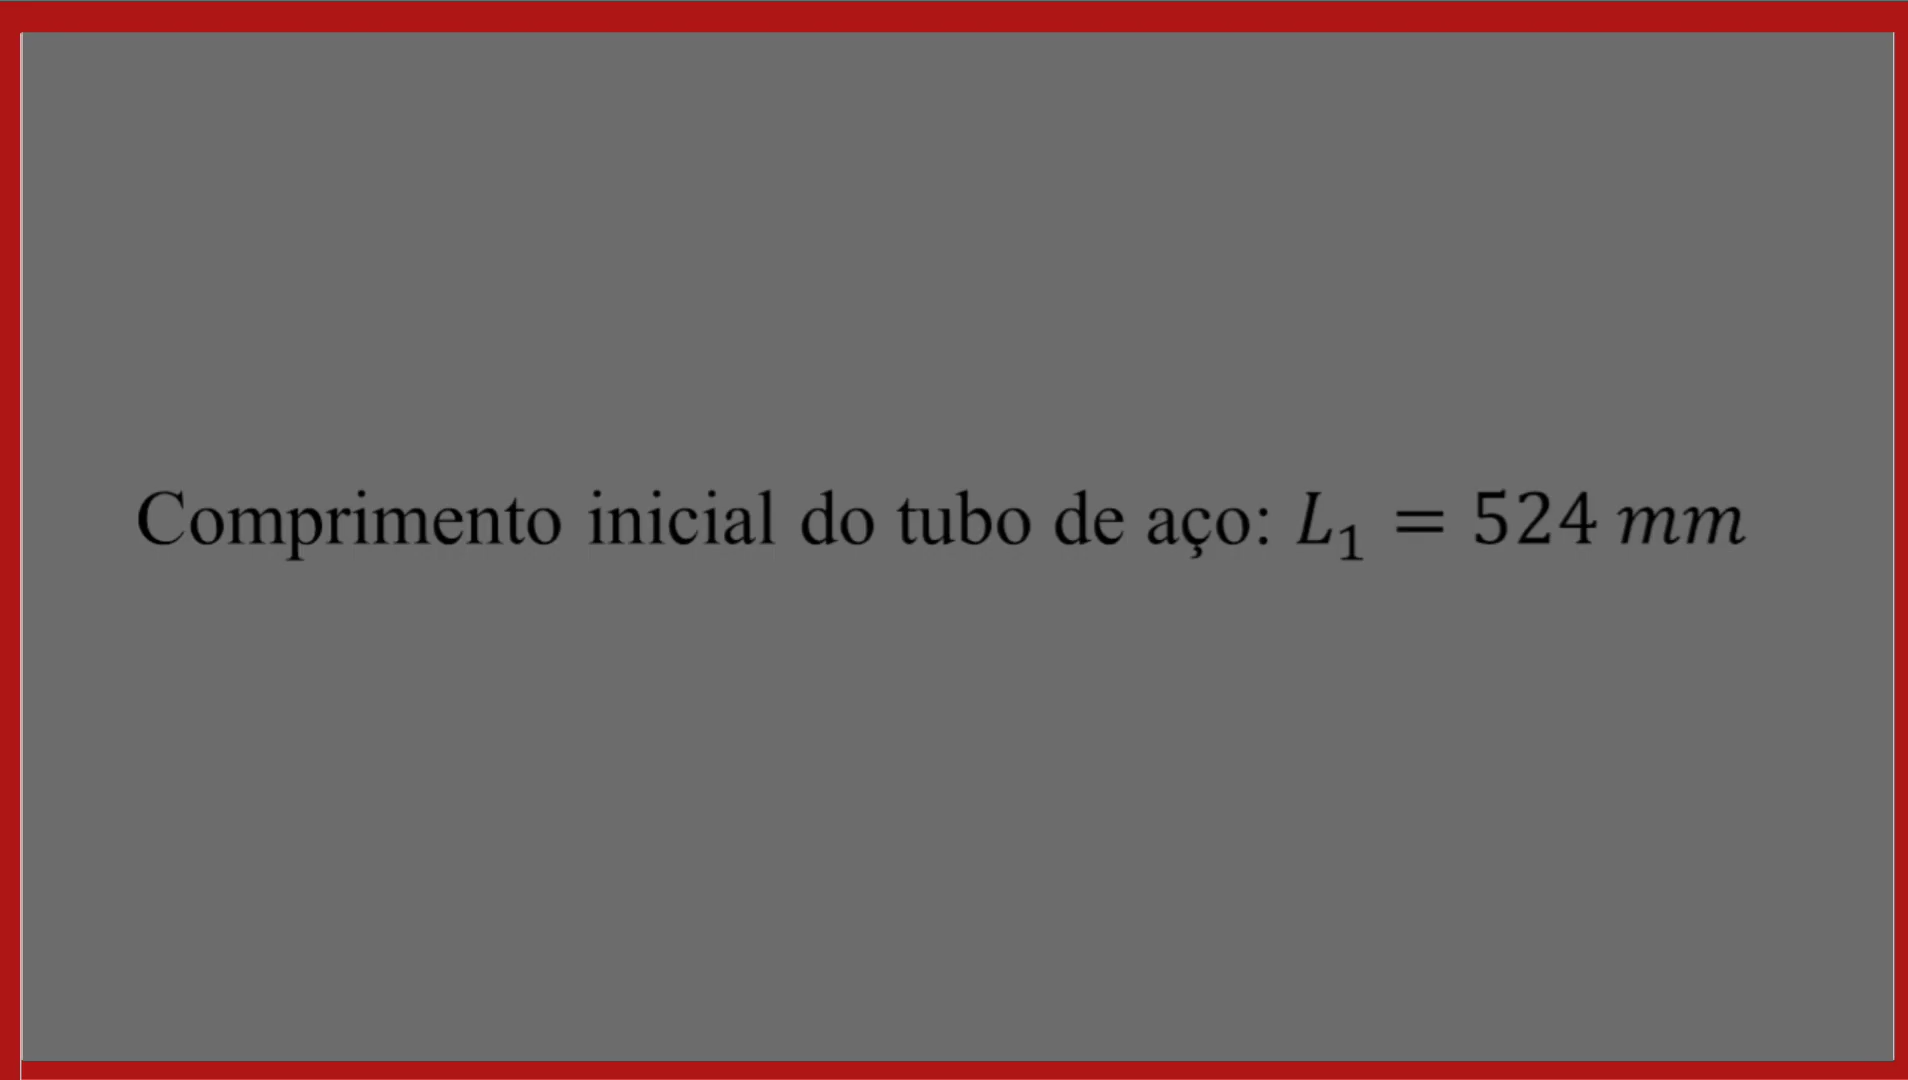 Comprimento inicial do tubo de aço: L₁ = 524 mm